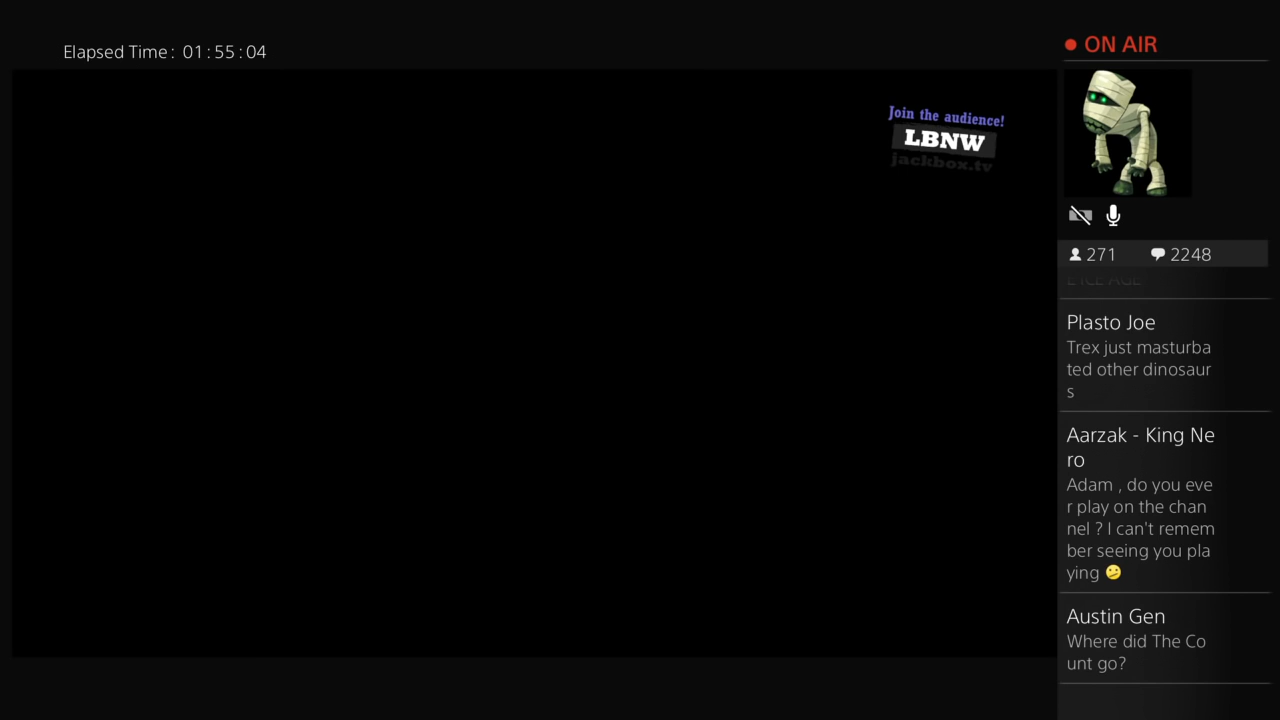 Elapsed Time: 01:55:04
ON AIR
Join the audience!
LBNW
jackbox.tv
271 2248
L ICE AGE
Plasto Joe
Trex just masturba
ted other dinosaur
s
Aarzak - King Ne
ro
Adam , do you eve
r play on the chan
nel ? I can't remem
ber seeing you pla
ying 🫤
Austin Gen
Where did The Co
unt go?